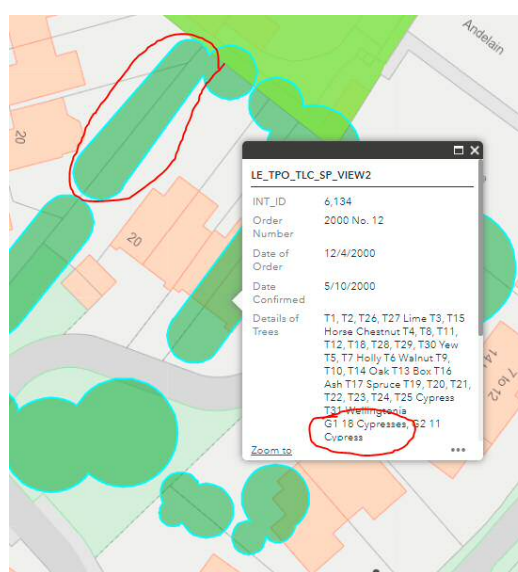 Andelain
20
20
14
7 to 12
LE_TPO_TLC_SP_VIEW2
INT_ID 6,134
Order Number 2000 No. 12
Date of Order 12/4/2000
Date Confirmed 5/10/2000
Details of Trees T1, T2, T26, T27 Lime T3, T15
Horse Chestnut T4, T8, T11,
T12, T18, T28, T29, T30 Yew
T5, T7 Holly T6 Walnut T9,
T10, T14 Oak T13 Box T16
Ash T17 Spruce T19, T20, T21,
T22, T23, T24, T25 Cypress
T31 Wellingtonia
G1 18 Cypresses, G2 11
Cypress
Zoom to